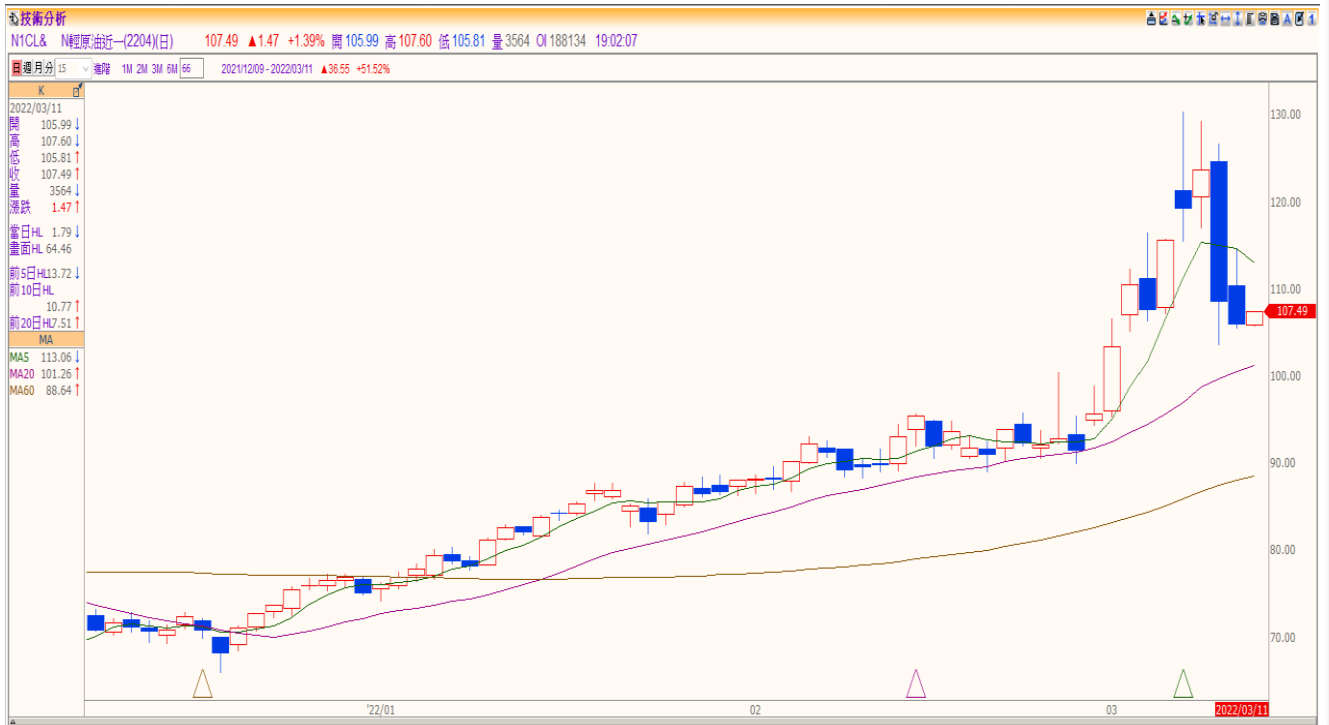 技術分析
N1CL& N輕原油近一(2204)(日) 107.49 ▲1.47 +1.39% 開 105.99 高 107.60 低 105.81 量 3564 OI 188134 19:02:07
日 週 月 分 15 進階 1M 2M 3M 6M 66 2021/12/09 - 2022/03/11 ▲36.55 +51.52%
K
2022/03/11
開 105.99↓
高 107.60↓
低 105.81↑
收 107.49↑
量 3564↓
漲跌 1.47↑
當日HL 1.79↓
畫面HL 64.46
前5日HL13.72↓
前10日HL
10.77↑
前20日HL7.51↑
MA
MA5 113.06↓
MA20 101.26↑
MA60 88.64↑
130.00
120.00
110.00
107.49
100.00
90.00
80.00
70.00
'22/01
02
03
2022/03/11